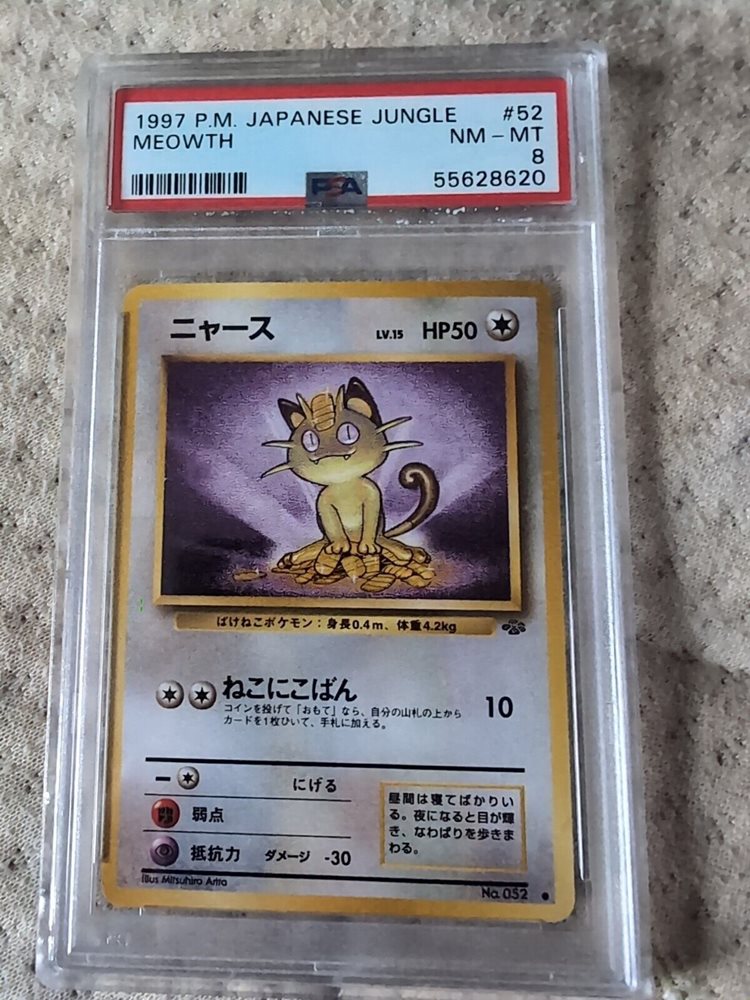 1997 P.M. JAPANESE JUNGLE #52
MEOWTH NM - MT
8
PSA 55628620
ニャース LV.15 HP50
ばけねこポケモン：身長0.4m、体重4.2kg
ねこにこばん 10
コインを投げて「おもて」なら、自分の山札の上から
カードを1枚ひいて、手札に加える。
にげる
弱点
抵抗力 ダメージ -30
昼間は寝てばかりい
る。夜になると目が輝
き、なわばりを歩きま
わる。
Illus Mitsuhiro Arita
No. 052